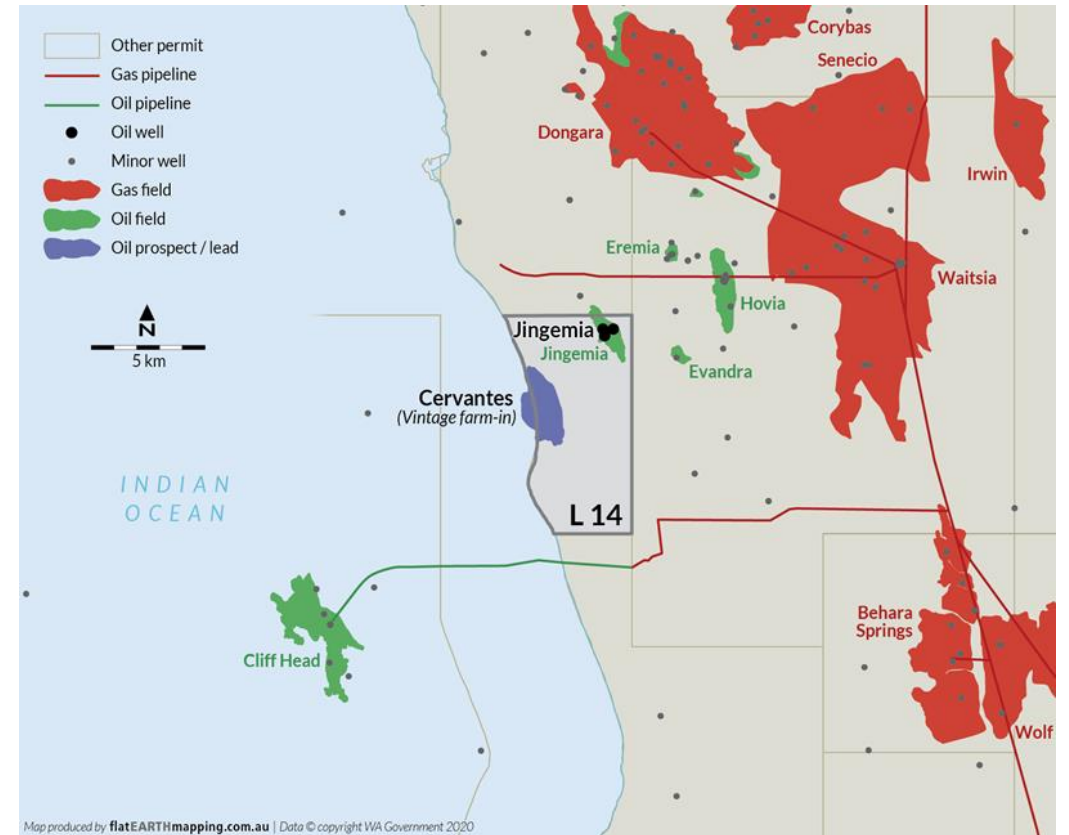 Other permit
Gas pipeline
Oil pipeline
Oil well
Minor well
Gas field
Oil field
Oil prospect / lead
N
5 km
Corybas
Senecio
Dongara
Irwin
Eremia
Waitsia
Hovia
Jingemia
Jingemia
Evandra
Cervantes
(Vintage farm-in)
INDIAN
OCEAN
L 14
Behara
Springs
Cliff Head
Wolf
Map produced by flatEARTHmapping.com.au | Data © copyright WA Government 2020